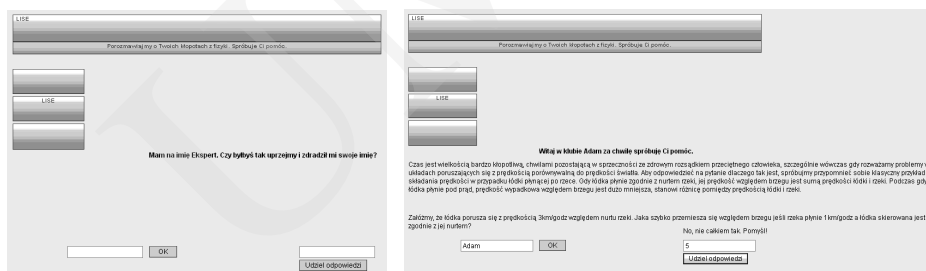 LISE
Porozmawiajmy o Twoich kłopotach z fizyki. Spróbuje Ci pomóc.
LISE
Mam na imię Ekspert. Czy byłbyś tak uprzejmy i zdradził mi swoje imię?
OK
Udziel odpowiedzi
LISE
Porozmawiajmy o Twoich kłopotach z fizyki. Spróbuje Ci pomóc.
LISE
Witaj w klubie Adam za chwilę spróbuję Ci pomóc.
Czas jest wielkością bardzo kłopotliwą, chwilami pozostającą w sprzeczności ze zdrowym rozsądkiem przeciętnego człowieka, szczególnie wówczas gdy rozważamy problemy w
układach poruszających się z prędkością porównywalną do prędkości światła. Aby odpowiedzieć na pytanie dlaczego tak jest, spróbujmy przypomnieć sobie klasyczny przykład
składania prędkości w przypadku łódki płynącej po rzece. Gdy łódka płynie zgodnie z nurtem rzeki, jej prędkość względem brzegu jest sumą prędkości łódki i rzeki. Podczas gdy
łódka płynie pod prąd, prędkość wypadkowa względem brzegu jest dużo mniejsza, stanowi różnicę pomiędzy prędkością łódki i rzeki.
Załóżmy, że łódka porusza się z prędkością 3km/godz względem nurtu rzeki. Jaka szybko przemiesza się względem brzegu jeśli rzeka płynie 1 km/godz a łódka skierowana jest
zgodnie z jej nurtem?
No, nie całkiem tak. Pomyśl!
Adam OK 5
Udziel odpowiedzi